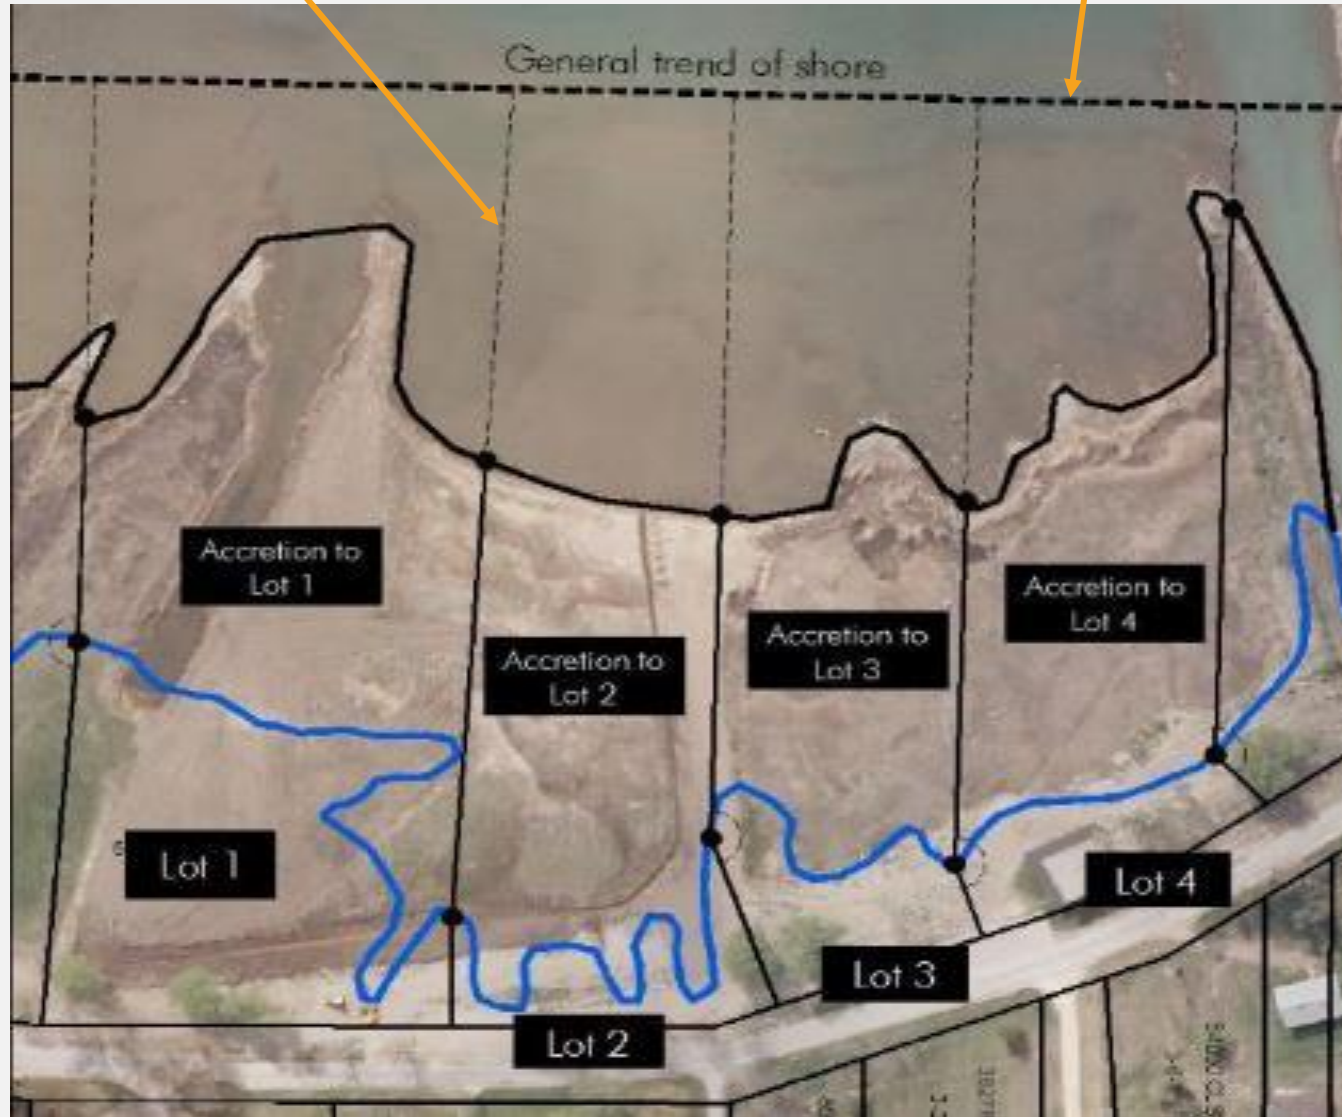 General trend of shore
Accretion to
Lot 1
Accretion to
Lot 2
Accretion to
Lot 3
Accretion to
Lot 4
Lot 1
Lot 4
Lot 3
Lot 2